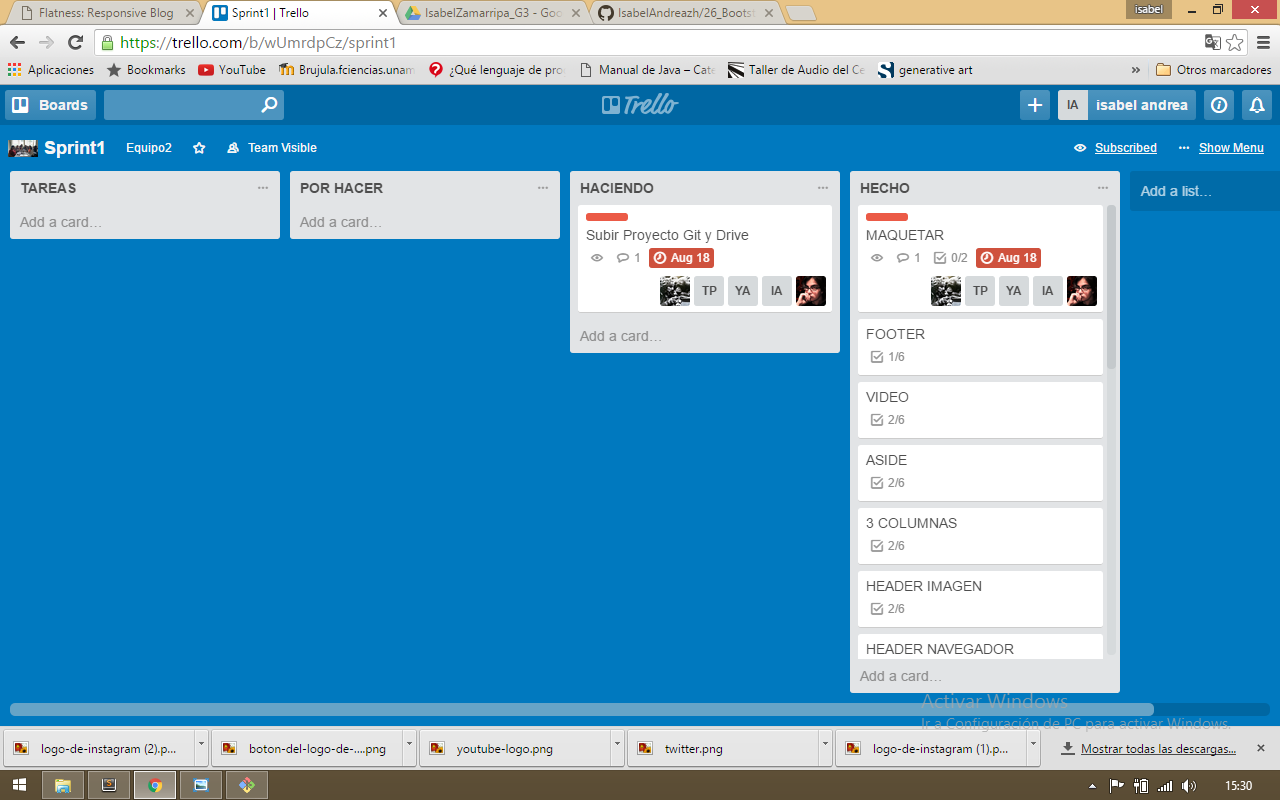 Flatness: Responsive Blog
Sprint1 | Trello
IsabelZamarripa_G3 - Goo
IsabelAndreazh/26_Bootst
isabel
https://trello.com/b/wUmrdpCz/sprint1
Aplicaciones
Bookmarks
YouTube
Brujula.fciencias.unam
¿Qué lenguaje de pro
Manual de Java – Cate
Taller de Audio del Ce
generative art
»
Otros marcadores
Boards
Trello
IA
isabel andrea
Sprint1
Equipo2
Team Visible
Subscribed
Show Menu
TAREAS
Add a card…
POR HACER
Add a card…
HACIENDO
Subir Proyecto Git y Drive
1
Aug 18
TP
YA
IA
Add a card…
HECHO
MAQUETAR
1
0/2
Aug 18
TP
YA
IA
FOOTER
1/6
VIDEO
2/6
ASIDE
2/6
3 COLUMNAS
2/6
HEADER IMAGEN
2/6
HEADER NAVEGADOR
Add a card…
Add a list…
Activar Windows
Ir a Configuración de PC para activar Windows.
logo-de-instagram (2).p...
boton-del-logo-de-....png
youtube-logo.png
twitter.png
logo-de-instagram (1).p...
Mostrar todas las descargas...
15:30